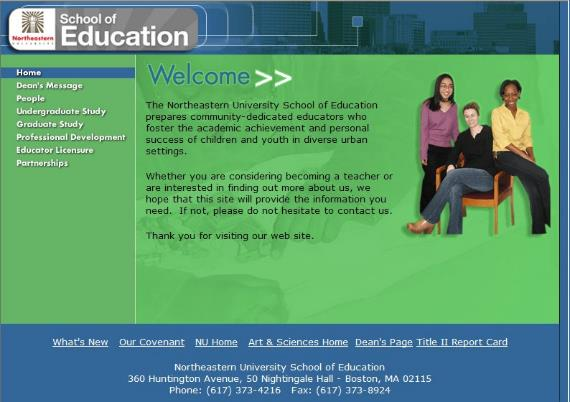 Northeastern
UNIVERSITY
School of
Education
Home
Dean's Message
People
Undergraduate Study
Graduate Study
Professional Development
Educator Licensure
Partnerships
Welcome >>
The Northeastern University School of Education
prepares community-dedicated educators who
foster the academic achievement and personal
success of children and youth in diverse urban
settings.
Whether you are considering becoming a teacher or
are interested in finding out more about us, we
hope that this site will provide the information you
need.  If not, please do not hesitate to contact us.
Thank you for visiting our web site.
What's New   Our Covenant   NU Home   Art & Sciences Home   Dean's Page   Title II Report Card
Northeastern University School of Education
360 Huntington Avenue, 50 Nightingale Hall - Boston, MA 02115
Phone: (617) 373-4216   Fax: (617) 373-8924